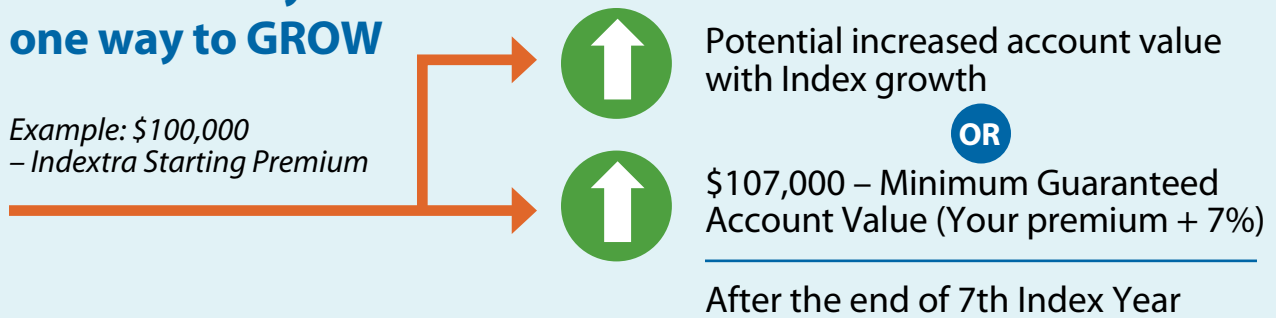 one way to GROW
Example: $100,000
– Indextra Starting Premium
Potential increased account value
with Index growth
OR
$107,000 – Minimum Guaranteed
Account Value (Your premium + 7%)
After the end of 7th Index Year